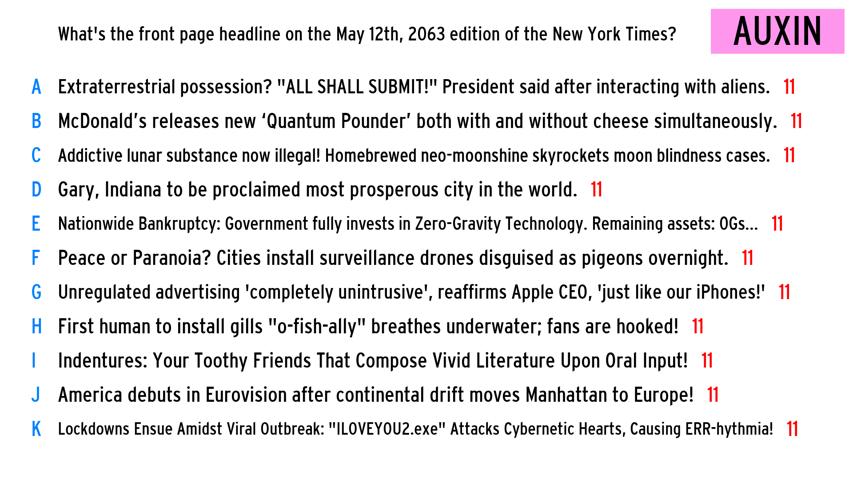 What's the front page headline on the May 12th, 2063 edition of the New York Times? AUXIN
A Extraterrestrial possession? "ALL SHALL SUBMIT!" President said after interacting with aliens. 11
B McDonald’s releases new ‘Quantum Pounder’ both with and without cheese simultaneously. 11
C Addictive lunar substance now illegal! Homebrewed neo-moonshine skyrockets moon blindness cases. 11
D Gary, Indiana to be proclaimed most prosperous city in the world. 11
E Nationwide Bankruptcy: Government fully invests in Zero-Gravity Technology. Remaining assets: 0Gs... 11
F Peace or Paranoia? Cities install surveillance drones disguised as pigeons overnight. 11
G Unregulated advertising 'completely unintrusive', reaffirms Apple CEO, 'just like our iPhones!' 11
H First human to install gills "o-fish-ally" breathes underwater; fans are hooked! 11
I Indentures: Your Toothy Friends That Compose Vivid Literature Upon Oral Input! 11
J America debuts in Eurovision after continental drift moves Manhattan to Europe! 11
K Lockdowns Ensue Amidst Viral Outbreak: "ILOVEYOU2.exe" Attacks Cybernetic Hearts, Causing ERR-hythmia! 11